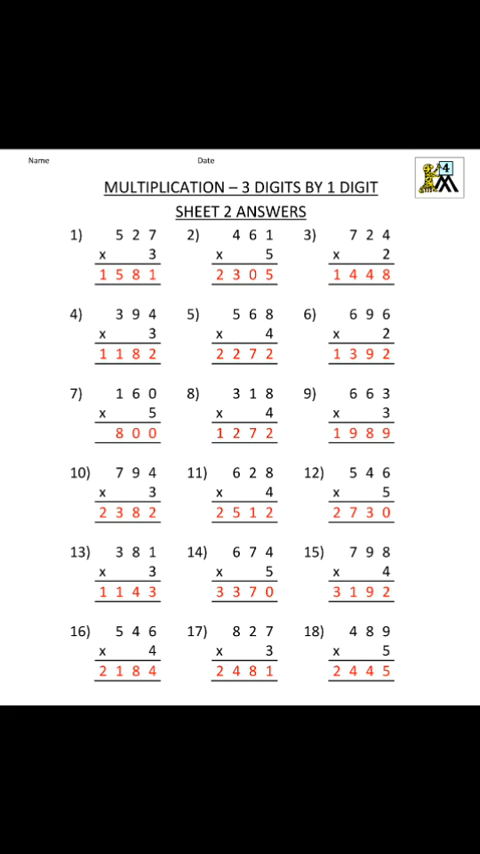 Name Date
4
MULTIPLICATION – 3 DIGITS BY 1 DIGIT
SHEET 2 ANSWERS
1) 5 2 7 2) 4 6 1 3) 7 2 4
x 3 x 5 x 2
1 5 8 1 2 3 0 5 1 4 4 8
4) 3 9 4 5) 5 6 8 6) 6 9 6
x 3 x 4 x 2
1 1 8 2 2 2 7 2 1 3 9 2
7) 1 6 0 8) 3 1 8 9) 6 6 3
x 5 x 4 x 3
8 0 0 1 2 7 2 1 9 8 9
10) 7 9 4 11) 6 2 8 12) 5 4 6
x 3 x 4 x 5
2 3 8 2 2 5 1 2 2 7 3 0
13) 3 8 1 14) 6 7 4 15) 7 9 8
x 3 x 5 x 4
1 1 4 3 3 3 7 0 3 1 9 2
16) 5 4 6 17) 8 2 7 18) 4 8 9
x 4 x 3 x 5
2 1 8 4 2 4 8 1 2 4 4 5